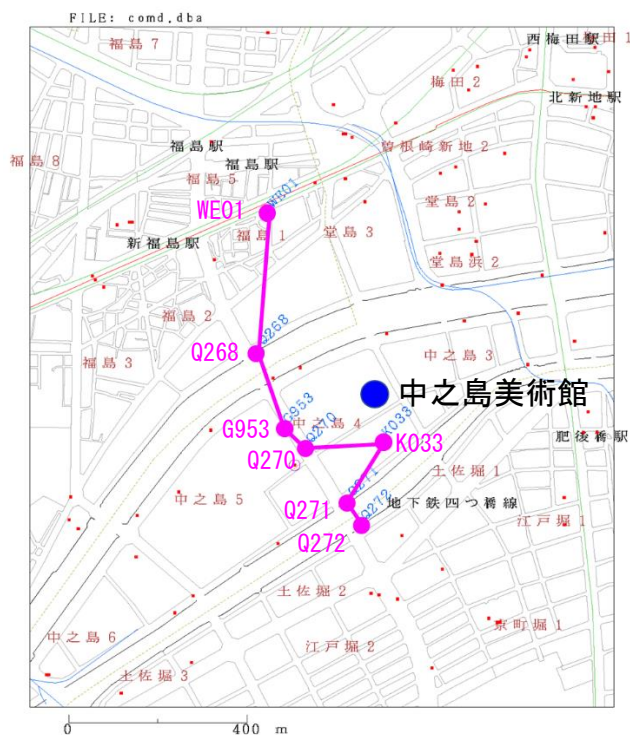 FILE: comd.dba
福島7
西梅田駅
梅田1
梅田2
北新地駅
福島駅
曽根崎新地2
福島8
福島駅
福島5
WE01
WE01
堂島2
福島1
堂島3
新福島駅
堂島浜2
福島2
Q268
Q268
福島3
中之島3
中之島美術館
G953
G953
中之島4
Q270
Q270
K033
K033
肥後橋駅
土佐堀1
中之島5
Q271
Q271
地下鉄四つ橋線
Q272
Q272
江戸堀1
土佐堀2
京町堀1
中之島6
江戸堀2
土佐堀3
0 400 m